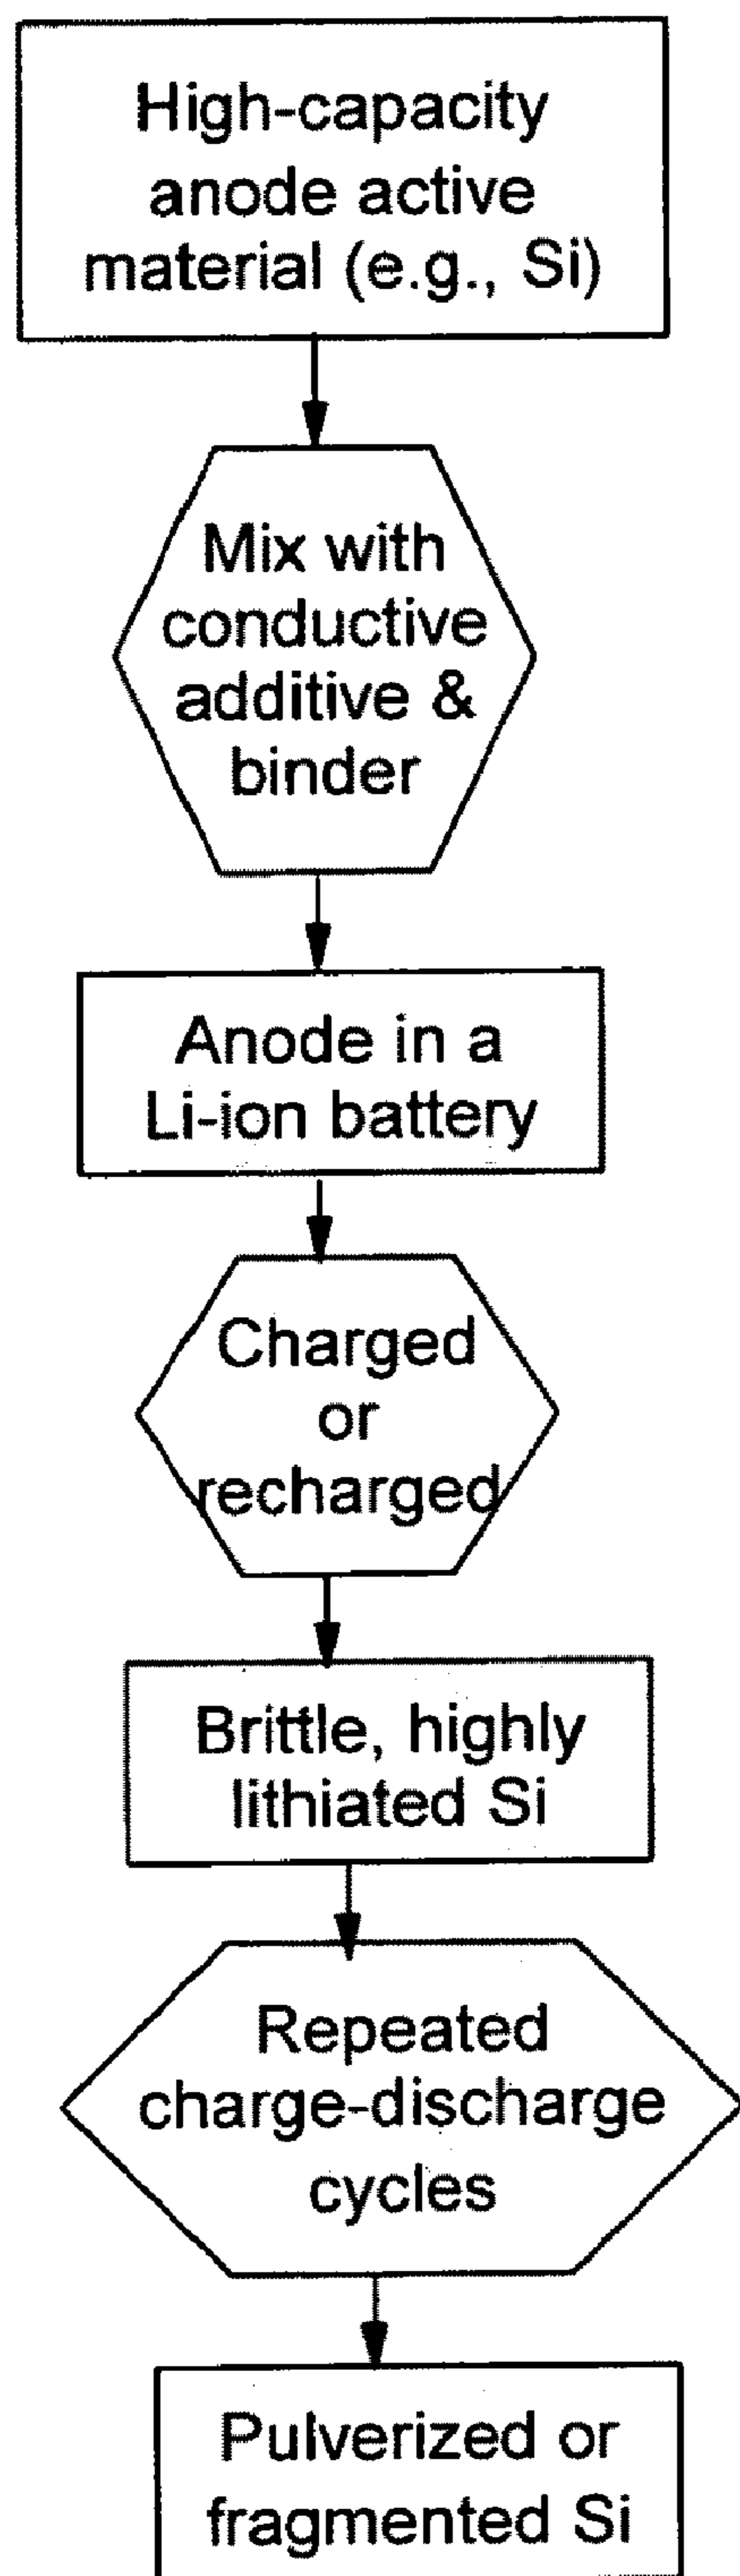 High-capacity
anode active
material (e.g., Si)
Mix with
conductive
additive &
binder
Anode in a
Li-ion battery
Charged
or
recharged
Brittle, highly
lithiated Si
Repeated
charge-discharge
cycles
Pulverized or
fragmented Si